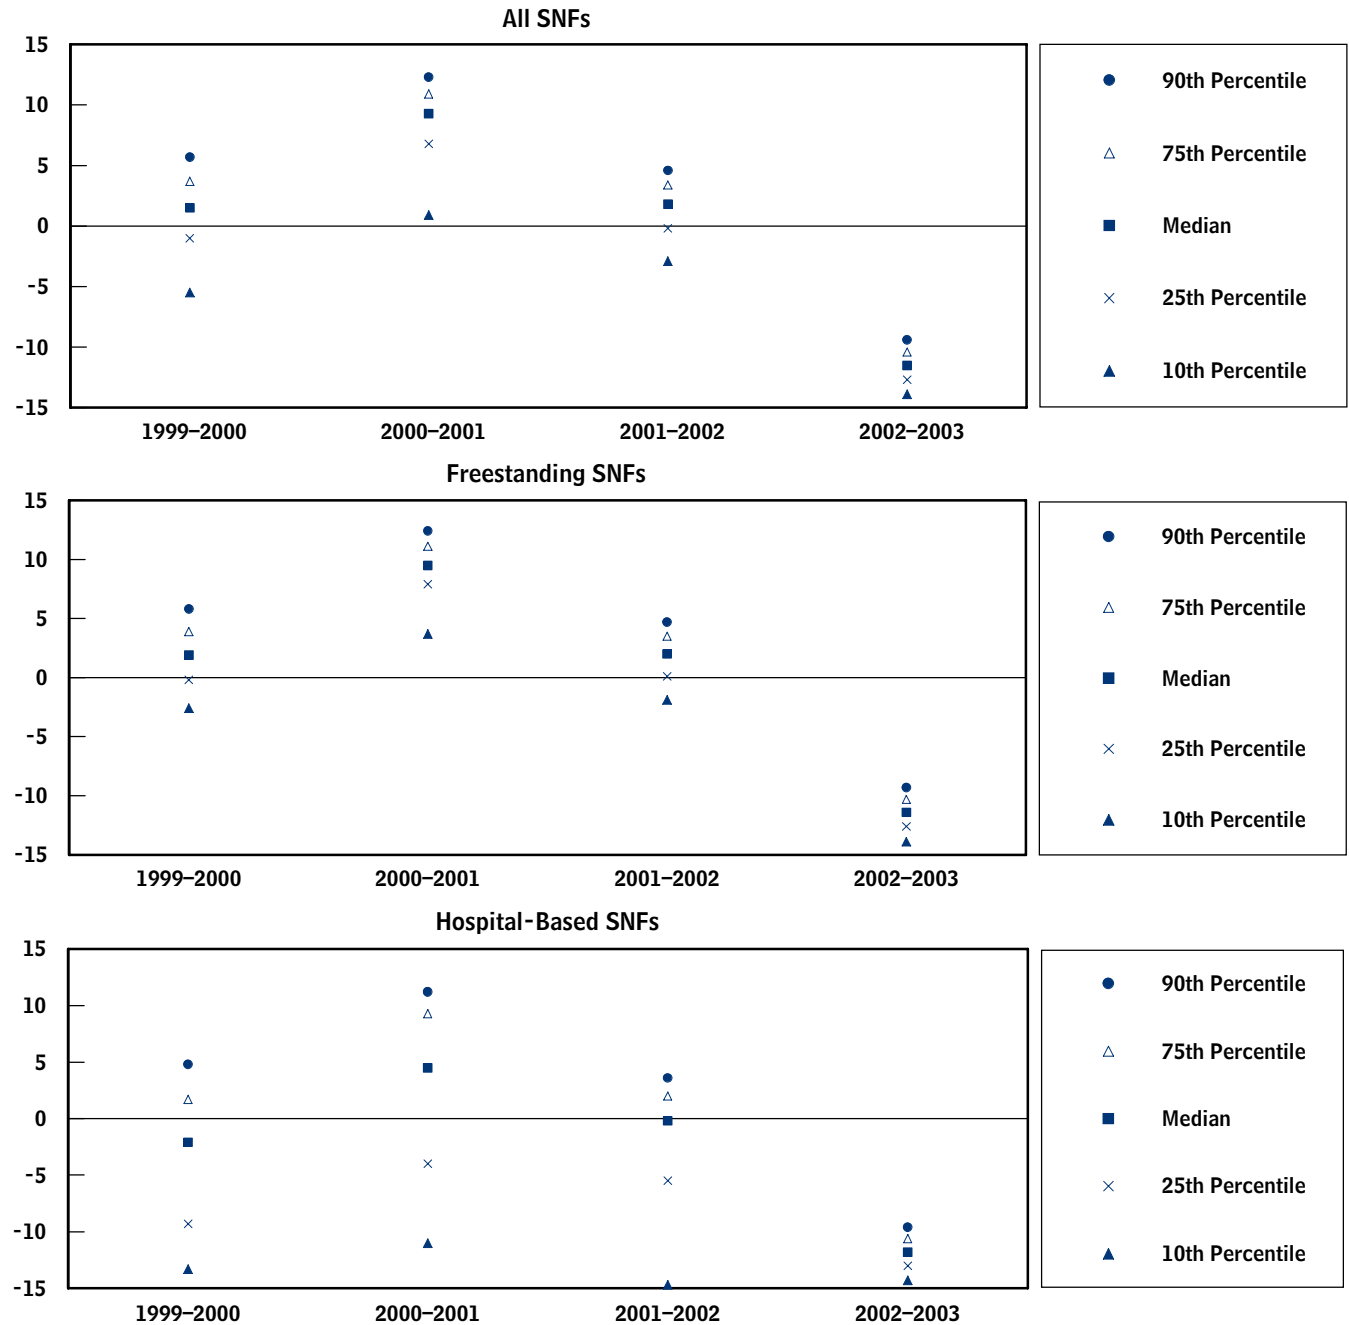 All SNFs
15
10
5
0
-5
-10
-15
1999–2000 2000–2001 2001–2002 2002–2003
90th Percentile
75th Percentile
Median
25th Percentile
10th Percentile
Freestanding SNFs
15
10
5
0
-5
-10
-15
1999–2000 2000–2001 2001–2002 2002–2003
90th Percentile
75th Percentile
Median
25th Percentile
10th Percentile
Hospital-Based SNFs
15
10
5
0
-5
-10
-15
1999–2000 2000–2001 2001–2002 2002–2003
90th Percentile
75th Percentile
Median
25th Percentile
10th Percentile